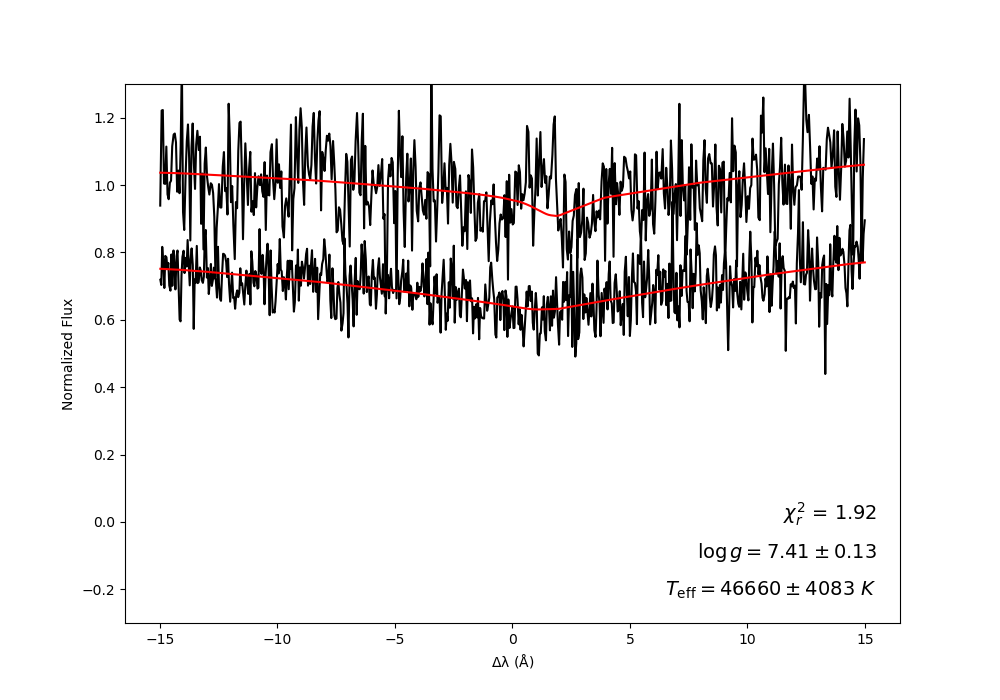 1.2
1.0
0.8
0.6
0.4
0.2
0.0
−0.2
Normalized Flux
χ²ᵣ = 1.92
log g = 7.41 ± 0.13
T_eff = 46660 ± 4083 K
−15 −10 −5 0 5 10 15
Δλ (Å)